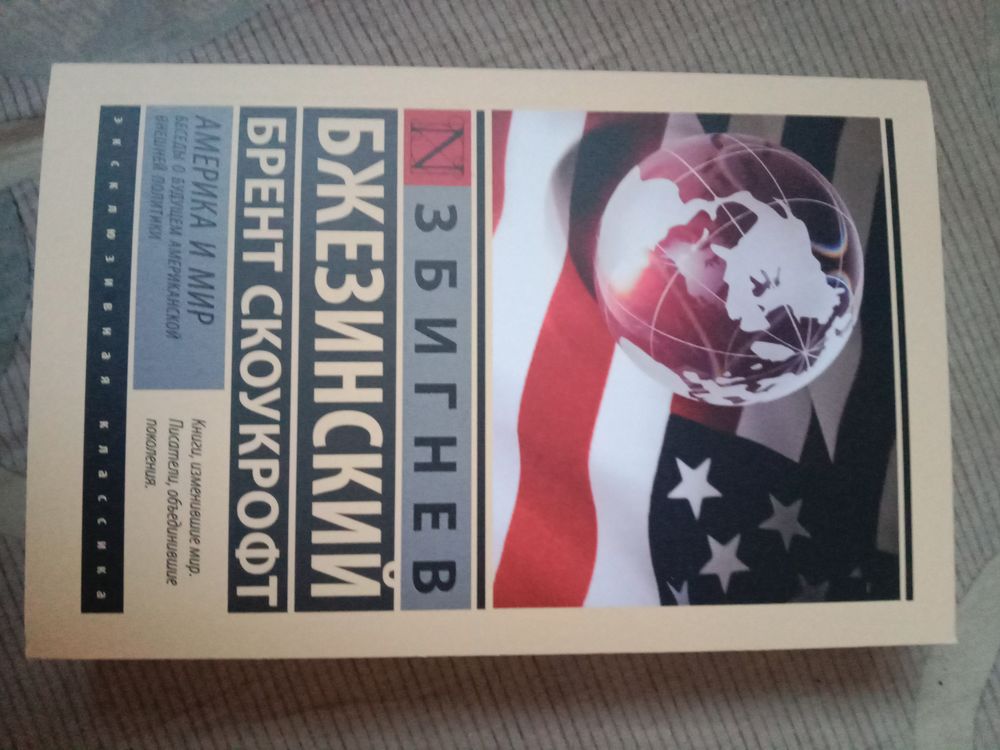 ЗБИГНЕВ
БЖЕЗИНСКИЙ
БРЕНТ СКОУКРОФТ
АМЕРИКА И МИР
БЕСЕДЫ О БУДУЩЕМ АМЕРИКАНСКОЙ
ВНЕШНЕЙ ПОЛИТИКИ
Книги, изменившие мир.
Писатели, объединившие
поколения.
эксклюзивная классика